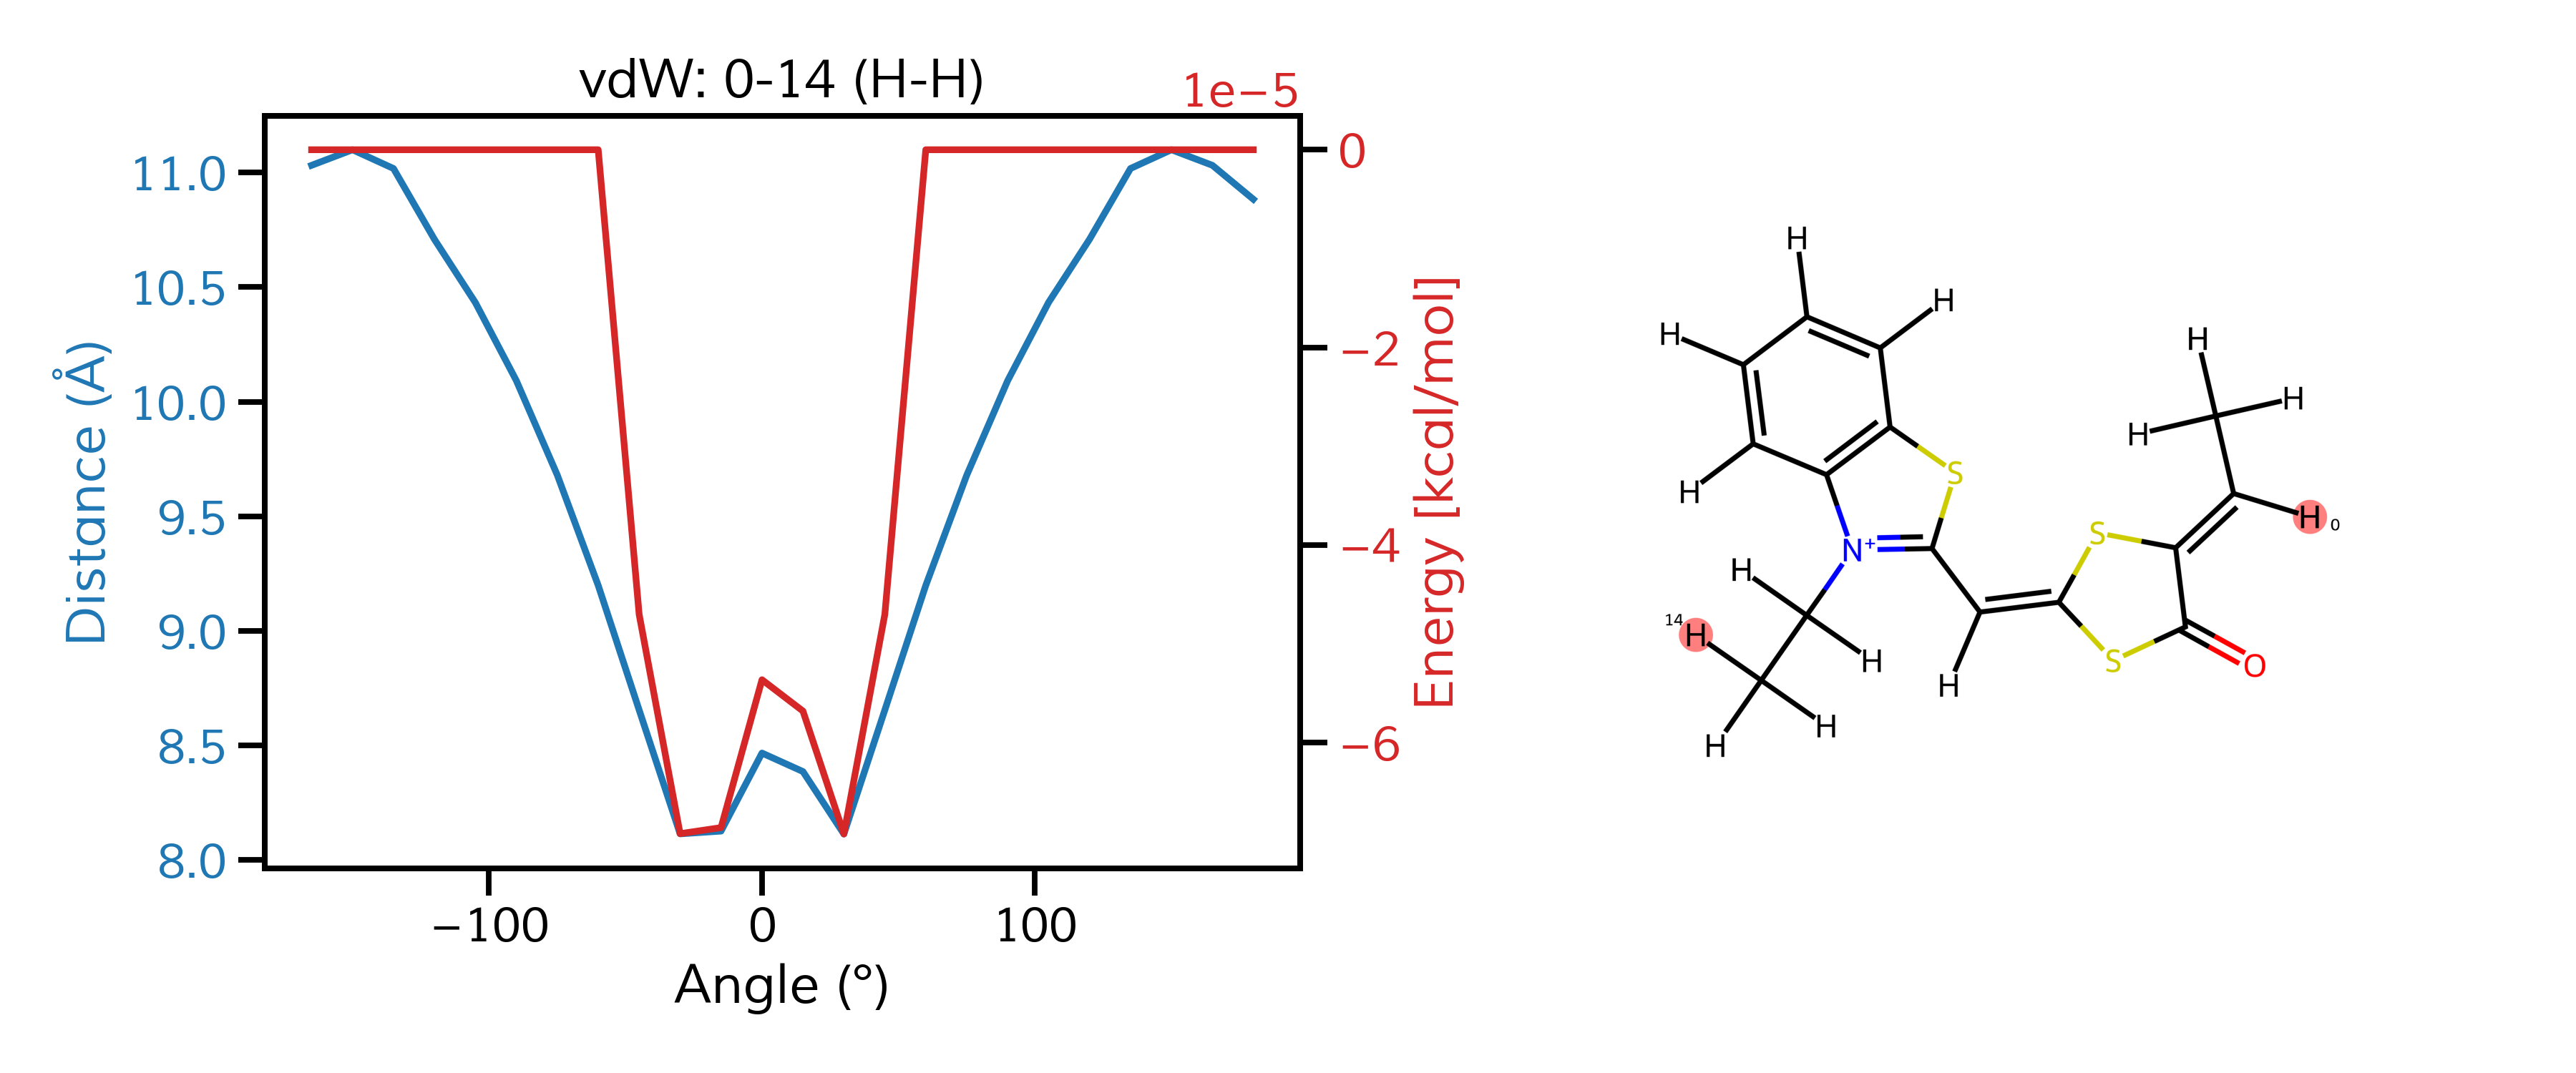 vdW: 0-14 (H-H)
1e−5
Distance (Å)
11.0
10.5
10.0
9.5
9.0
8.5
8.0
0
−2
−4
−6
Energy [kcal/mol]
−100
0
100
Angle (°)
H
H
H
H
H
H
H
S
H
S
H 0
N+
H
14 H
H
S
O
H
H
H